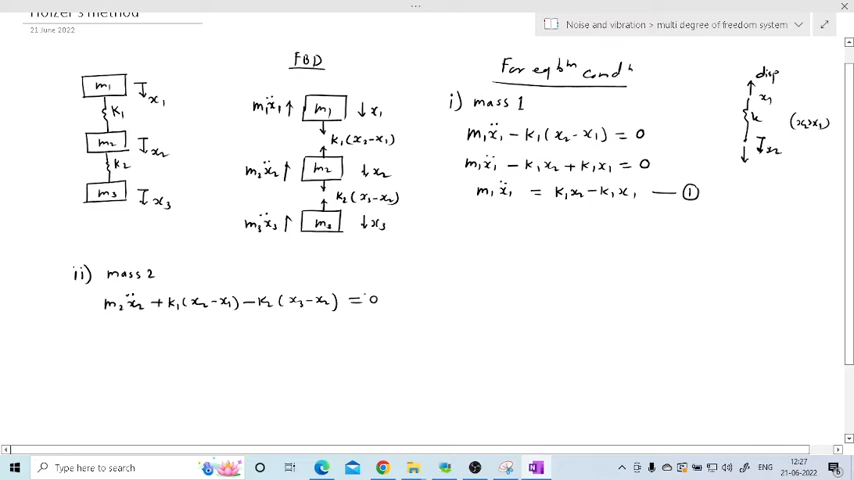 Holzer's method
21 June 2022
Noise and vibration > multi degree of freedom system
FBD
For eqbᵐ condⁿ
m₁
x₁
K₁
m₂
x₂
K₂
m₃
x₃
m₁ẍ₁ ↑ m₁ ↓ x₁
K₁(x₂-x₁)
m₂ẍ₂ ↑ m₂ ↓ x₂
K₂(x₃-x₂)
m₃ẍ₃ ↑ m₃ ↓ x₃
i) mass 1
m₁ẍ₁ - K₁(x₂-x₁) = 0
m₁ẍ₁ - K₁x₂ + K₁x₁ = 0
m₁ẍ₁ = K₁x₂ - K₁x₁ — ①
disp
x₁
k
(x₂>x₁)
x₂
ii) mass 2
m₂ẍ₂ + K₁(x₂-x₁) - K₂(x₃-x₂) = 0
Type here to search
ENG
12:27
21-06-2022